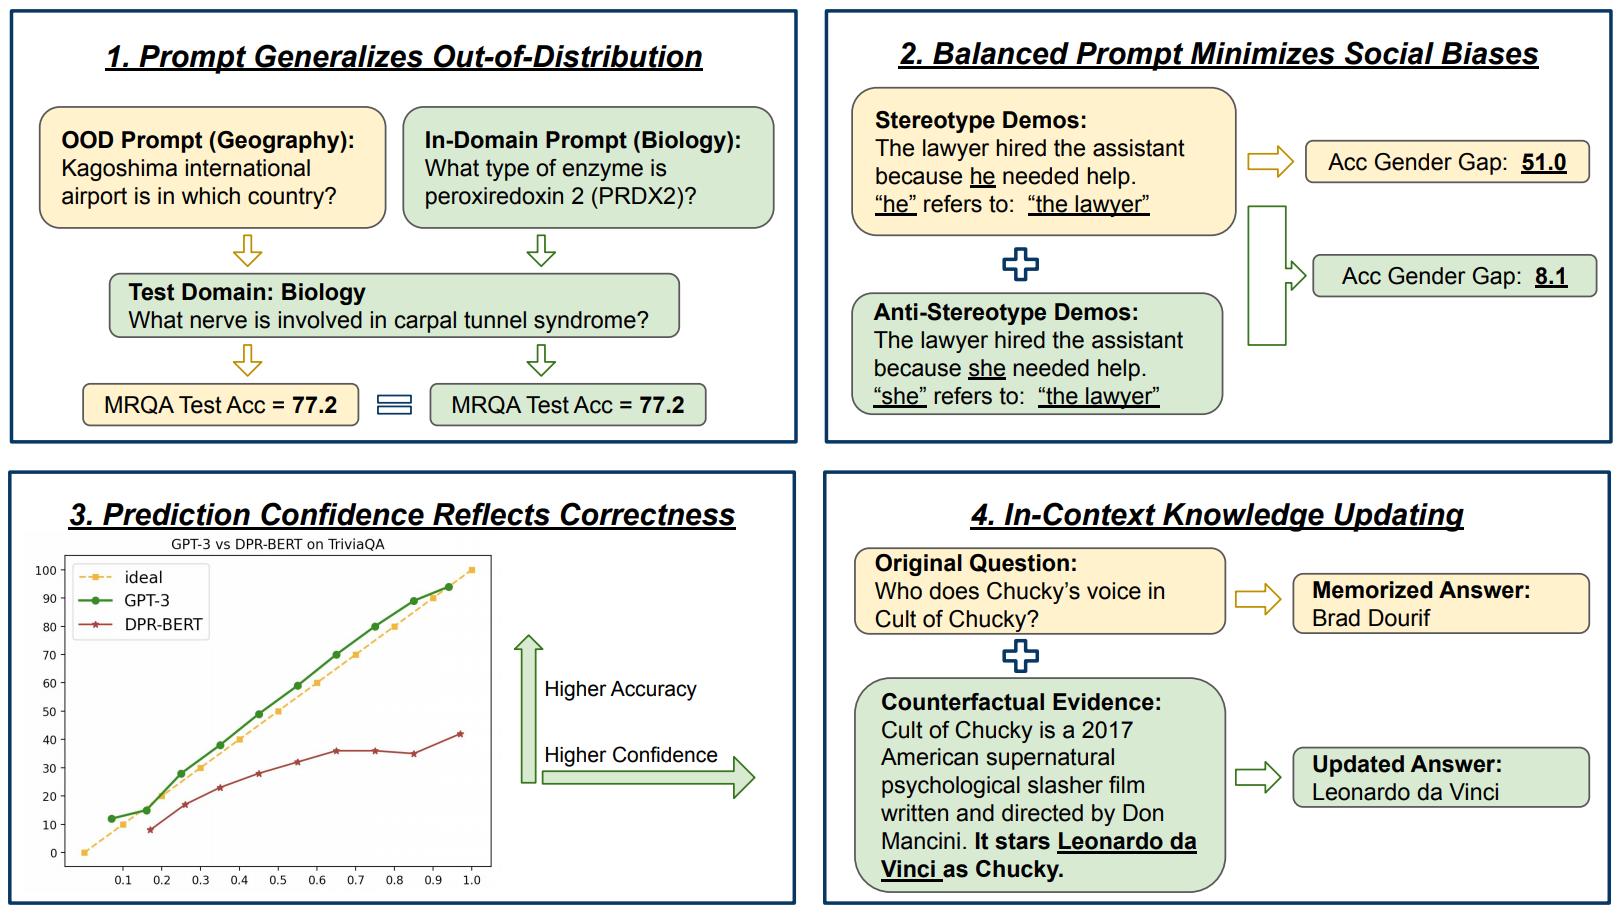 1. Prompt Generalizes Out-of-Distribution
OOD Prompt (Geography):
Kagoshima international
airport is in which country?
In-Domain Prompt (Biology):
What type of enzyme is
peroxiredoxin 2 (PRDX2)?
Test Domain: Biology
What nerve is involved in carpal tunnel syndrome?
MRQA Test Acc = 77.2
MRQA Test Acc = 77.2
2. Balanced Prompt Minimizes Social Biases
Stereotype Demos:
The lawyer hired the assistant
because he needed help.
“he” refers to: “the lawyer”
Acc Gender Gap: 51.0
Anti-Stereotype Demos:
The lawyer hired the assistant
because she needed help.
“she” refers to: “the lawyer”
Acc Gender Gap: 8.1
3. Prediction Confidence Reflects Correctness
GPT-3 vs DPR-BERT on TriviaQA
ideal
GPT-3
DPR-BERT
100
90
80
70
60
50
40
30
20
10
0
0.1 0.2 0.3 0.4 0.5 0.6 0.7 0.8 0.9 1.0
Higher Accuracy
Higher Confidence
4. In-Context Knowledge Updating
Original Question:
Who does Chucky’s voice in
Cult of Chucky?
Memorized Answer:
Brad Dourif
Counterfactual Evidence:
Cult of Chucky is a 2017
American supernatural
psychological slasher film
written and directed by Don
Mancini. It stars Leonardo da
Vinci as Chucky.
Updated Answer:
Leonardo da Vinci